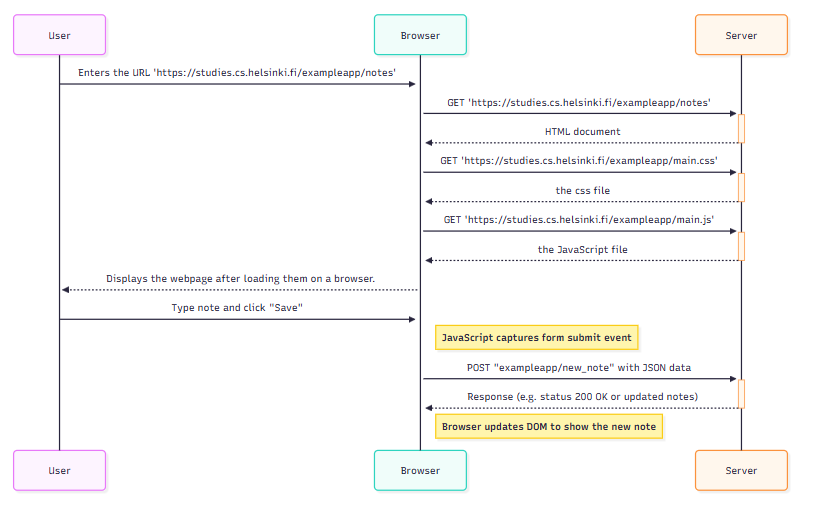 User
Browser
Server
Enters the URL 'https://studies.cs.helsinki.fi/exampleapp/notes'
GET 'https://studies.cs.helsinki.fi/exampleapp/notes'
HTML document
GET 'https://studies.cs.helsinki.fi/exampleapp/main.css'
the css file
GET 'https://studies.cs.helsinki.fi/exampleapp/main.js'
the JavaScript file
Displays the webpage after loading them on a browser.
Type note and click "Save"
JavaScript captures form submit event
POST "exampleapp/new_note" with JSON data
Response (e.g. status 200 OK or updated notes)
Browser updates DOM to show the new note
User
Browser
Server